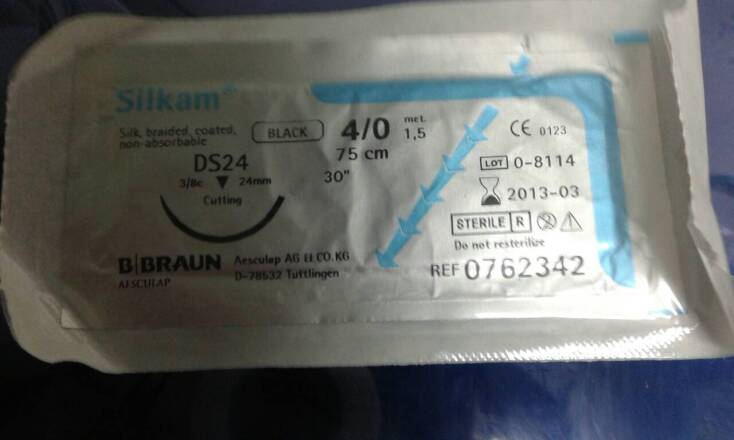 Silkam®
Silk, braided, coated,
non-absorbable
BLACK
4/0
met.
1,5
75 cm
30"
DS24
3/8c 24mm
Cutting
B|BRAUN
AESCULAP
Aesculap AG & CO. KG
D-78532 Tuttlingen
CE 0123
LOT 0-8114
2013-03
STERILE R
Do not resterilize
REF 0762342